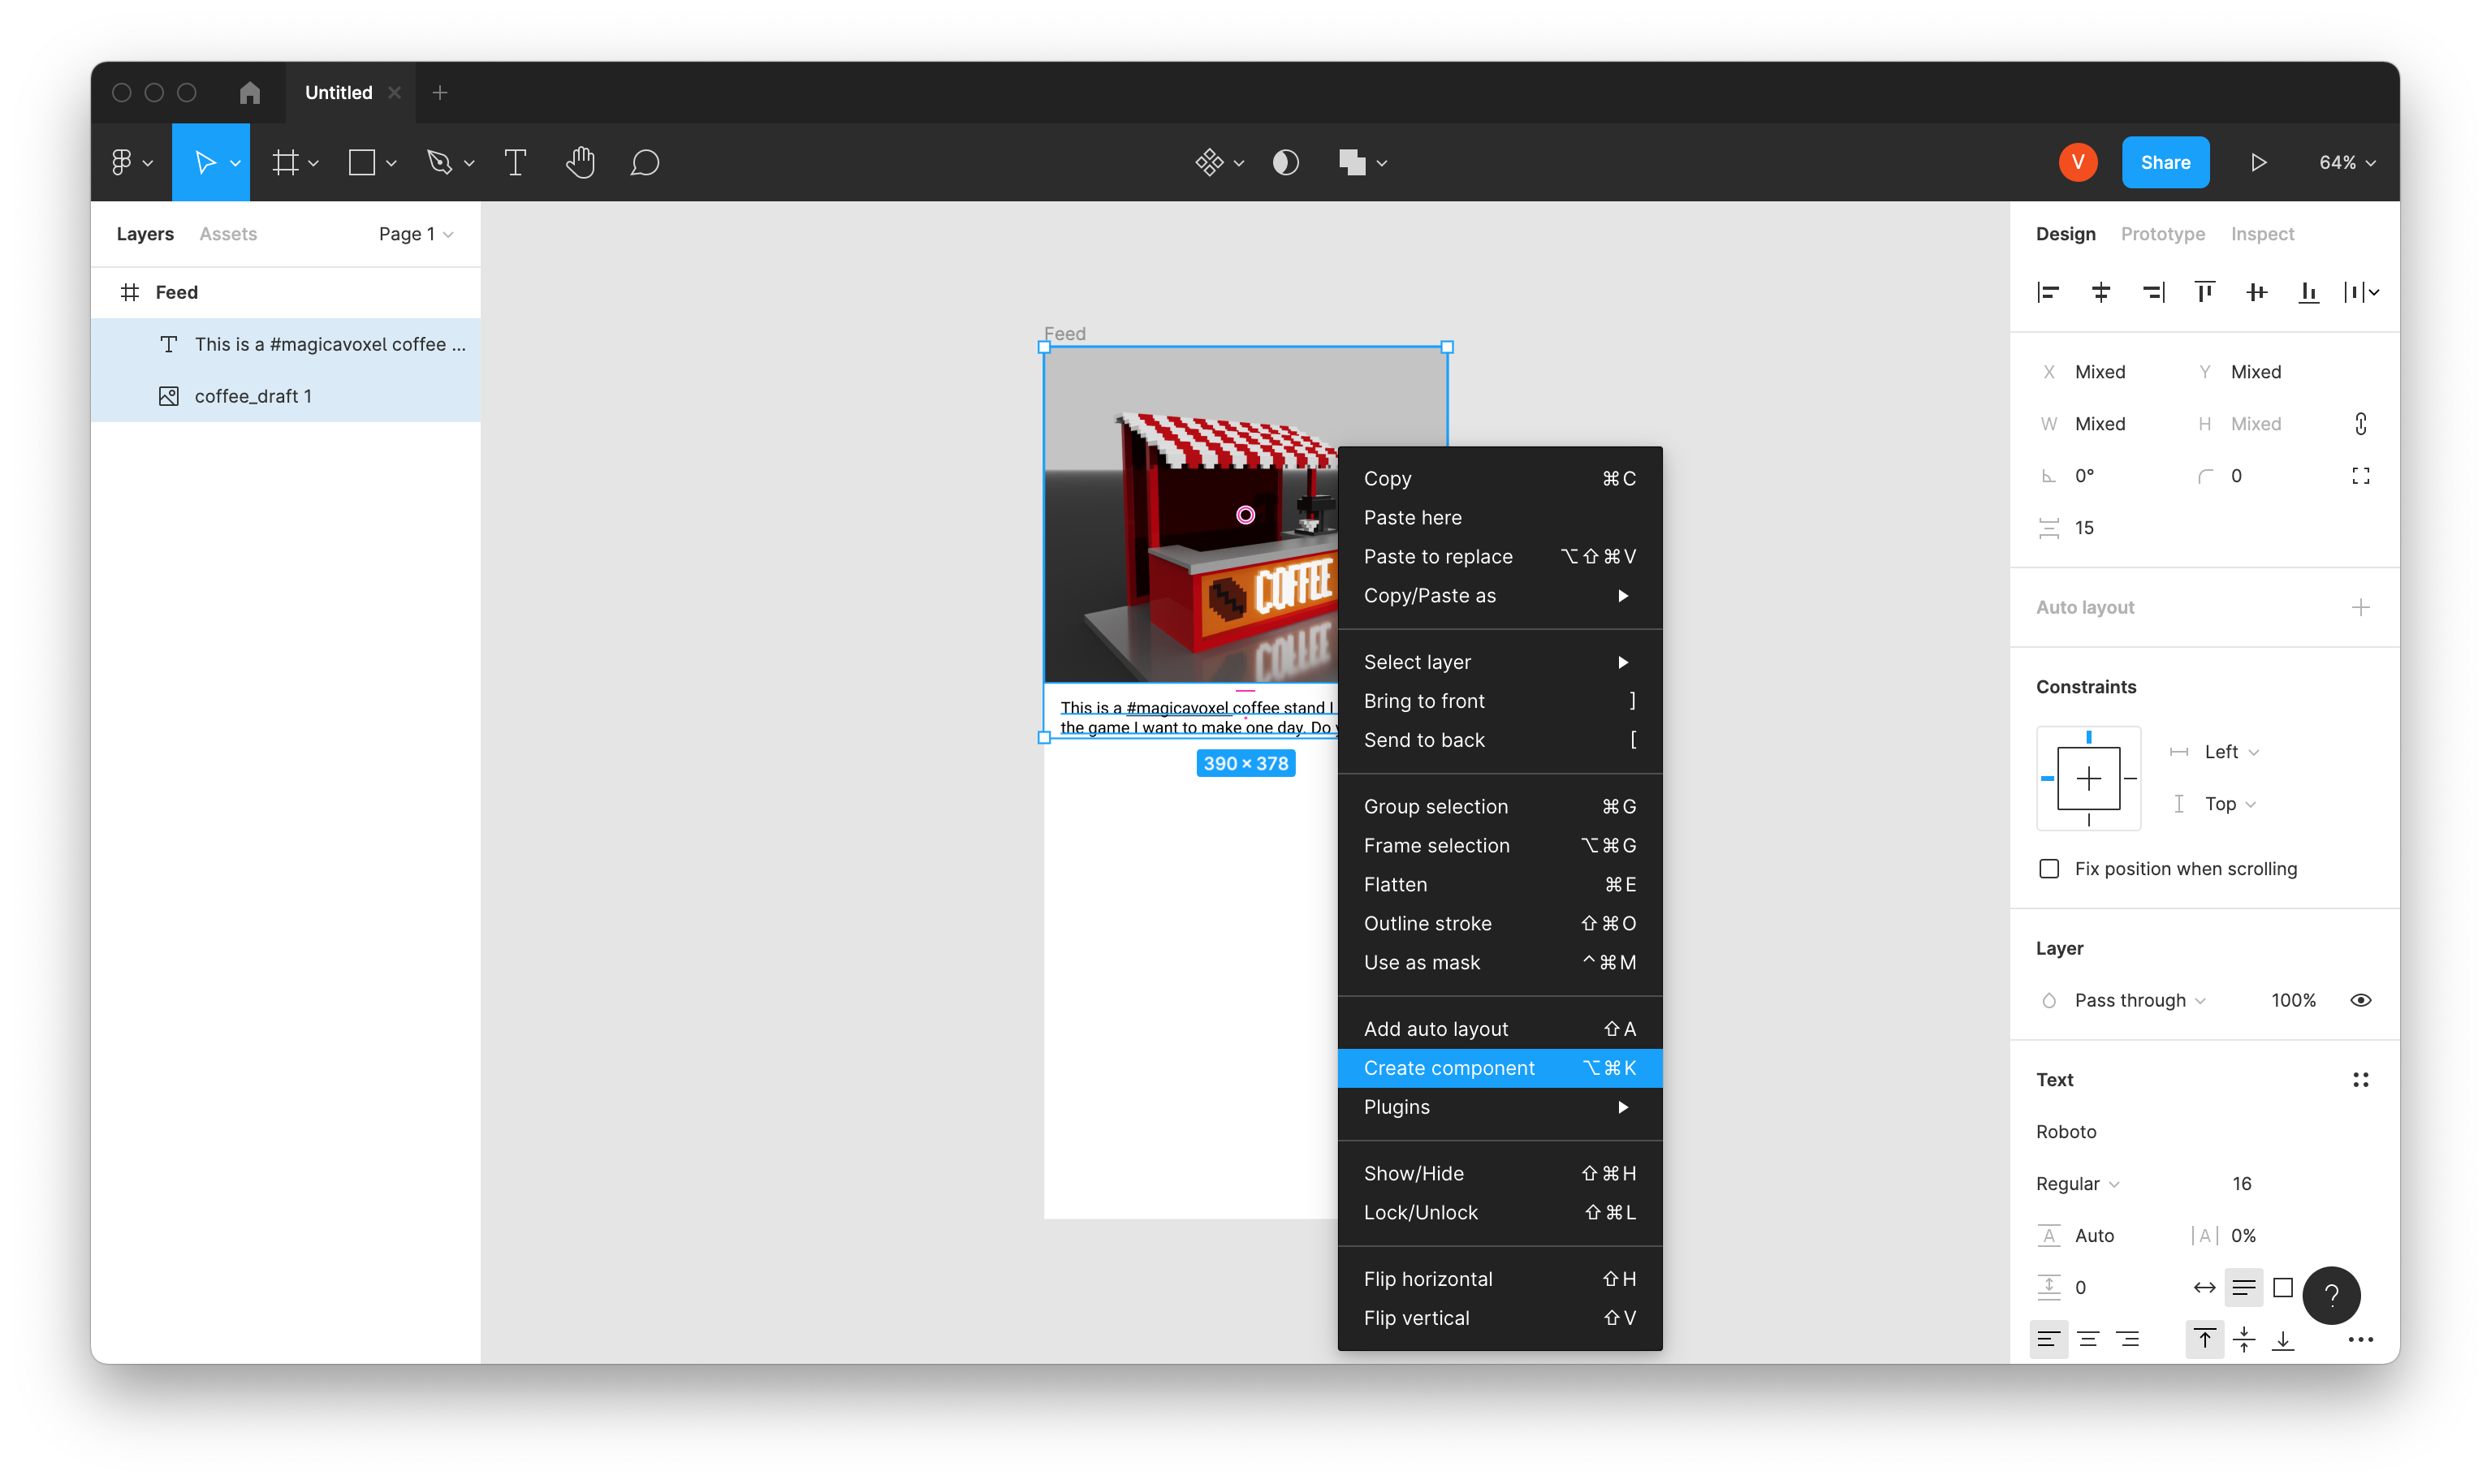 Untitled
V
Share
64%
Layers
Assets
Page 1
Feed
This is a #magicavoxel coffee ...
coffee_draft 1
Feed
COFFEE
This is a #magicavoxel coffee stand I
the game I want to make one day. Do
390 × 378
Copy ⌘C
Paste here
Paste to replace ⌥⇧⌘V
Copy/Paste as
Select layer
Bring to front ]
Send to back [
Group selection ⌘G
Frame selection ⌥⌘G
Flatten ⌘E
Outline stroke ⇧⌘O
Use as mask ^⌘M
Add auto layout ⇧A
Create component ⌥⌘K
Plugins
Show/Hide ⇧⌘H
Lock/Unlock ⇧⌘L
Flip horizontal ⇧H
Flip vertical ⇧V
Design
Prototype
Inspect
X Mixed Y Mixed
W Mixed H Mixed
0° 0
15
Auto layout
Constraints
Left
Top
Fix position when scrolling
Layer
Pass through 100%
Text
Roboto
Regular 16
A Auto |A| 0%
0
?